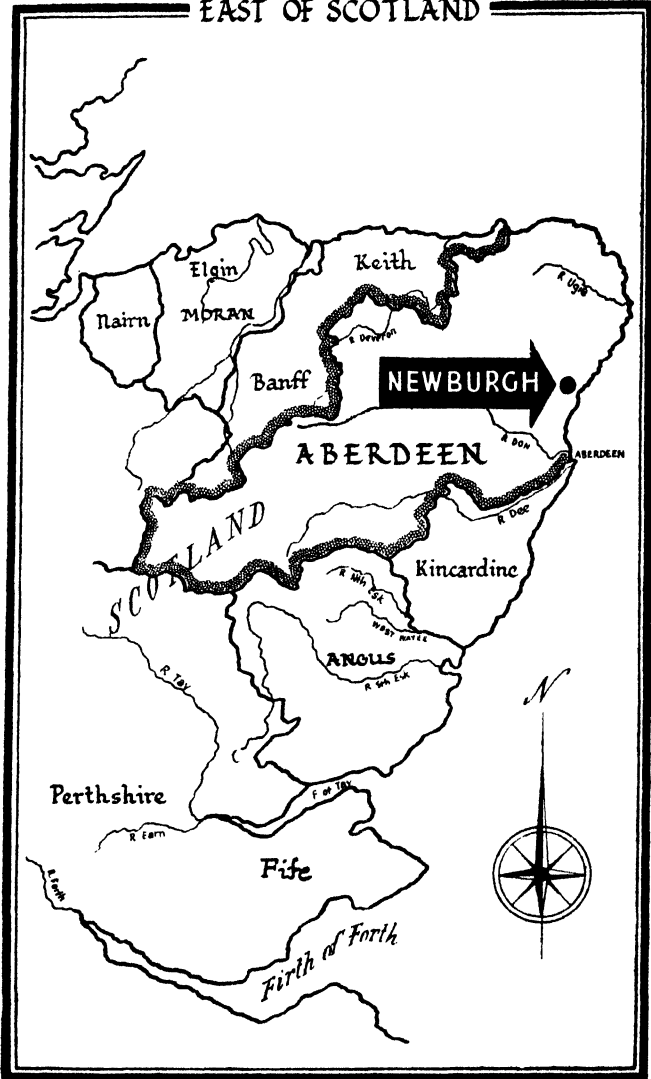 EAST OF SCOTLAND
Keith
Elgin
R Ugie
Nairn
MORAN
R Deveron
Banff
NEWBURGH
R DON
ABERDEEN
ABERDEEN
SCOTLAND
R Dee
Kincardine
R Nth Esk
WEST WATER
ANGUS
R Sth Esk
R Tay
N
Perthshire
F of Tay
R Earn
Fife
R Forth
Firth of Forth